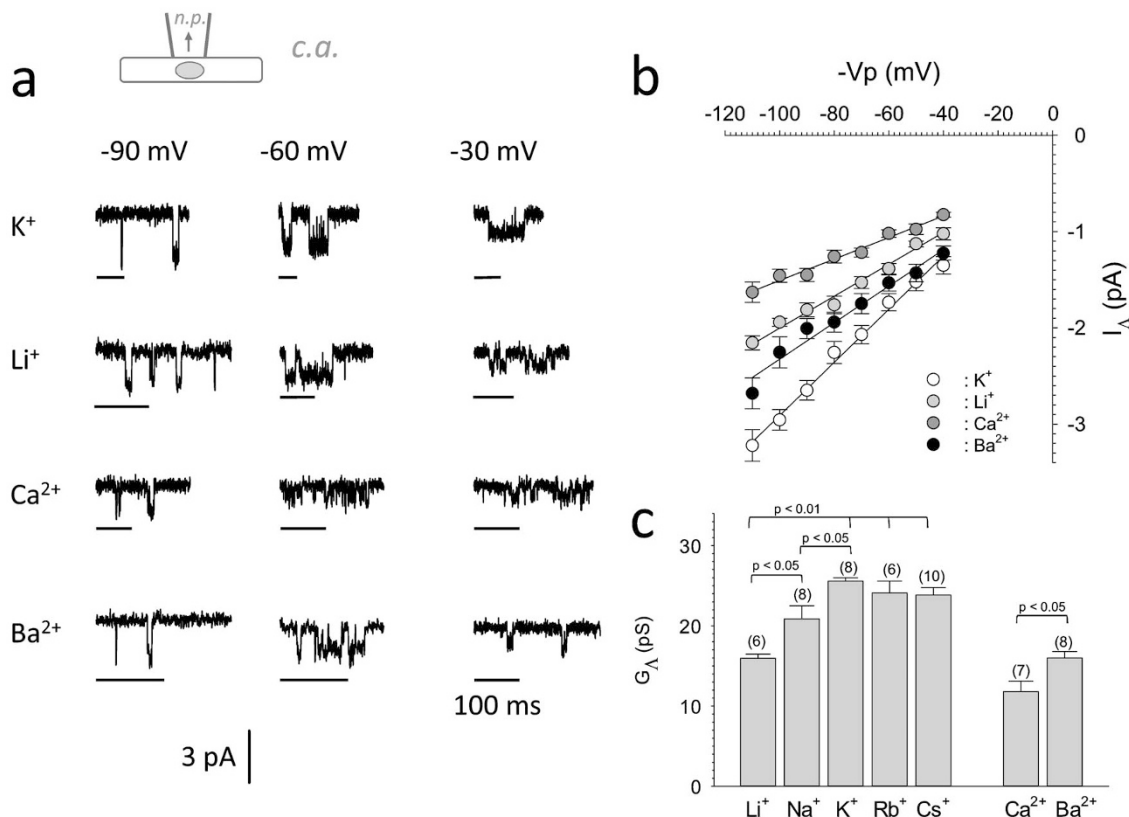 n.p.
c.a.
a
-90 mV -60 mV -30 mV
K⁺
Li⁺
Ca²⁺
Ba²⁺
100 ms
3 pA
b
-Vp (mV)
-120 -100 -80 -60 -40 -20 0
0
-1
-2
-3
I_Λ (pA)
: K⁺
: Li⁺
: Ca²⁺
: Ba²⁺
c
p < 0.01
p < 0.05
p < 0.05
p < 0.05
(6) (8) (8) (6) (10) (7) (8)
30
20
10
0
G_Λ (pS)
Li⁺ Na⁺ K⁺ Rb⁺ Cs⁺ Ca²⁺ Ba²⁺